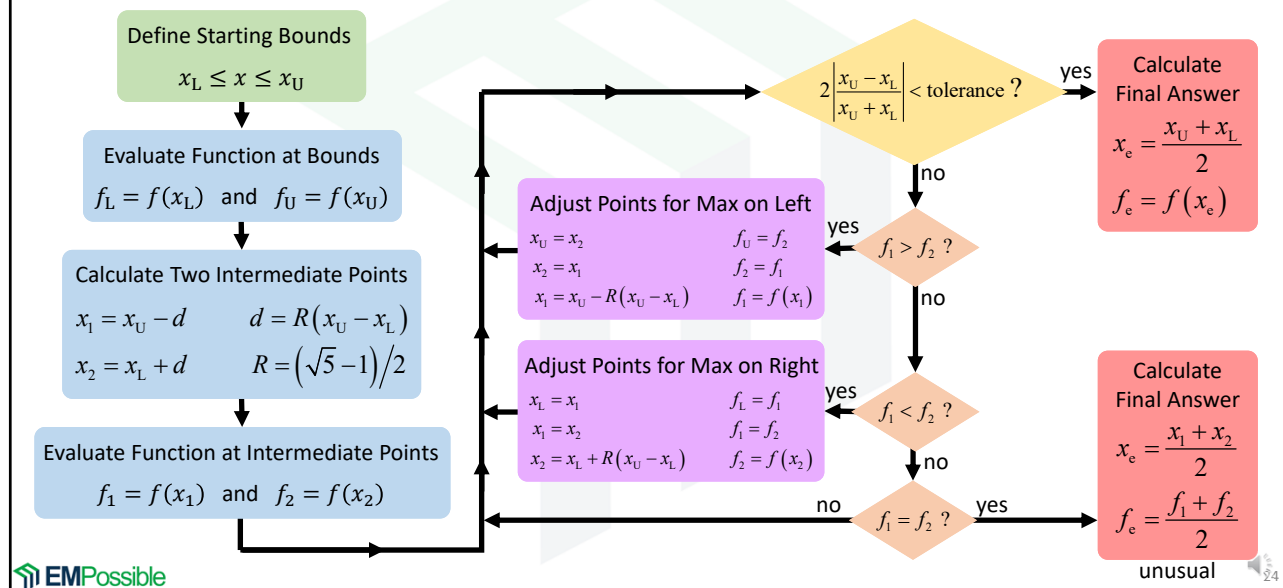 Define Starting Bounds
x_L ≤ x ≤ x_U
Evaluate Function at Bounds
f_L = f(x_L) and f_U = f(x_U)
Calculate Two Intermediate Points
x_1 = x_U − d d = R(x_U − x_L)
x_2 = x_L + d R = (√5 − 1)/2
Evaluate Function at Intermediate Points
f_1 = f(x_1) and f_2 = f(x_2)
2|(x_U − x_L)/(x_U + x_L)| < tolerance ?
yes
Calculate
Final Answer
x_e = (x_U + x_L)/2
f_e = f(x_e)
no
f_1 > f_2 ?
yes
Adjust Points for Max on Left
x_U = x_2 f_U = f_2
x_2 = x_1 f_2 = f_1
x_1 = x_U − R(x_U − x_L) f_1 = f(x_1)
no
f_1 < f_2 ?
yes
Adjust Points for Max on Right
x_L = x_1 f_L = f_1
x_1 = x_2 f_1 = f_2
x_2 = x_L + R(x_U − x_L) f_2 = f(x_2)
no
f_1 = f_2 ?
no
yes
Calculate
Final Answer
x_e = (x_1 + x_2)/2
f_e = (f_1 + f_2)/2
unusual
EMPossible
24